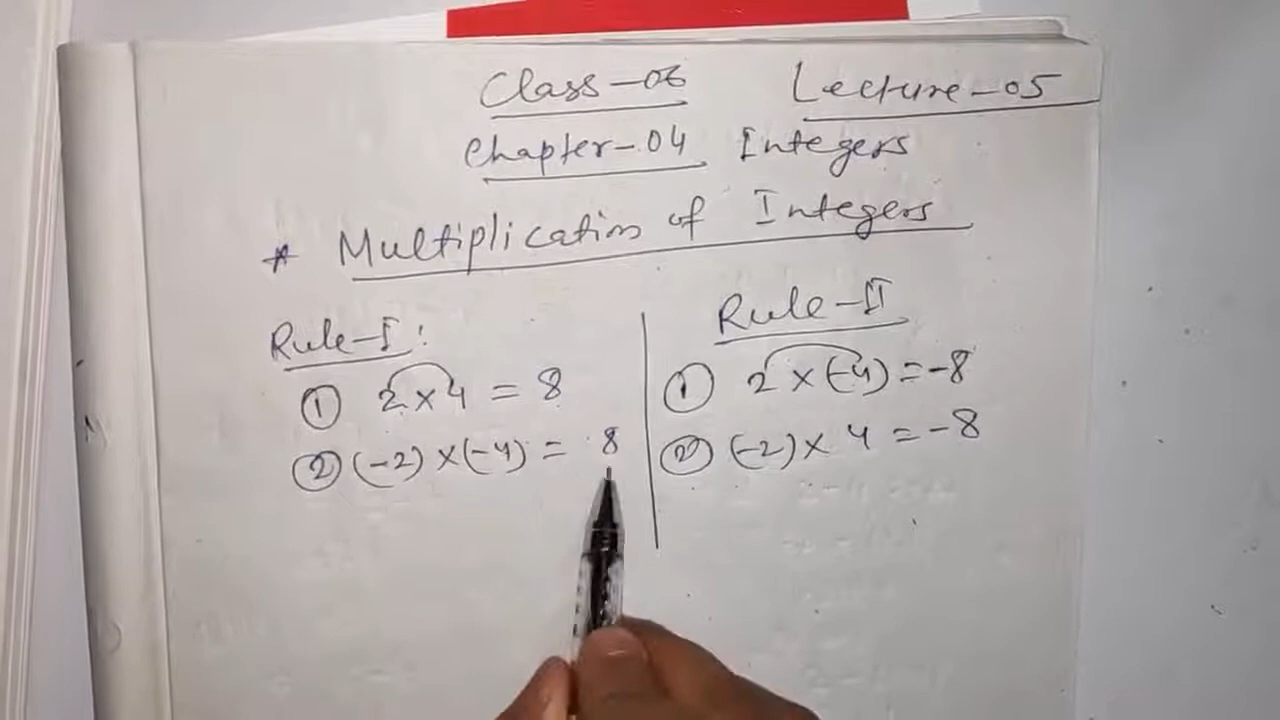 Class-06 Lecture-05
Chapter-04 Integers
* Multiplication of Integers
Rule-I:
① 2 × 4 = 8
② (-2) × (-4) = 8
Rule-II
① 2 × (-4) = -8
② (-2) × 4 = -8